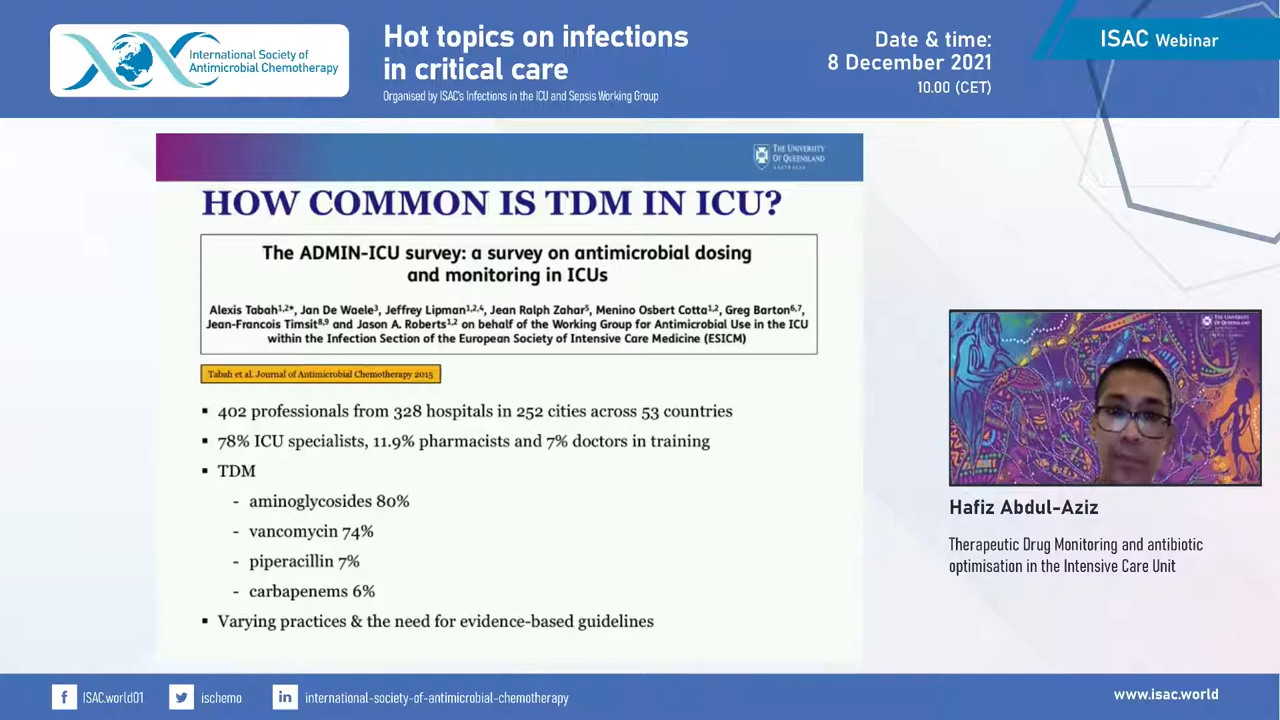 International Society of
Antimicrobial Chemotherapy
Hot topics on infections
in critical care
Organised by ISAC's Infections in the ICU and Sepsis Working Group
Date & time:
8 December 2021
10.00 (CET)
ISAC Webinar
THE UNIVERSITY
OF QUEENSLAND
AUSTRALIA
HOW COMMON IS TDM IN ICU?
The ADMIN-ICU survey: a survey on antimicrobial dosing
and monitoring in ICUs
Alexis Tabah1,2*, Jan De Waele3, Jeffrey Lipman1,2,4, Jean Ralph Zahar5, Menino Osbert Cotta1,2, Greg Barton6,7,
Jean-Francois Timsit8,9 and Jason A. Roberts1,2 on behalf of the Working Group for Antimicrobial Use in the ICU
within the Infection Section of the European Society of Intensive Care Medicine (ESICM)
Tabah et al. Journal of Antimicrobial Chemotherapy 2015
▪ 402 professionals from 328 hospitals in 252 cities across 53 countries
▪ 78% ICU specialists, 11.9% pharmacists and 7% doctors in training
▪ TDM
- aminoglycosides 80%
- vancomycin 74%
- piperacillin 7%
- carbapenems 6%
▪ Varying practices & the need for evidence-based guidelines
THE UNIVERSITY
OF QUEENSLAND
Hafiz Abdul-Aziz
Therapeutic Drug Monitoring and antibiotic
optimisation in the Intensive Care Unit
ISAC.world01
ischemo
international-society-of-antimicrobial-chemotherapy
www.isac.world